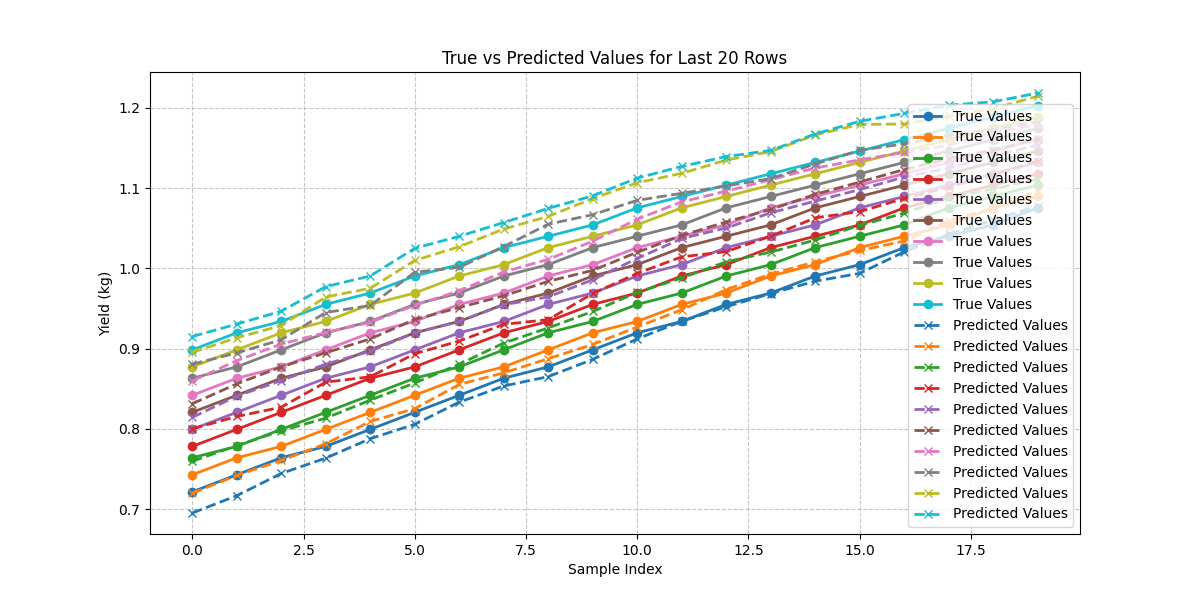 True vs Predicted Values for Last 20 Rows
Yield (kg)
1.2
1.1
1.0
0.9
0.8
0.7
True Values
True Values
True Values
True Values
True Values
True Values
True Values
True Values
True Values
True Values
Predicted Values
Predicted Values
Predicted Values
Predicted Values
Predicted Values
Predicted Values
Predicted Values
Predicted Values
Predicted Values
Predicted Values
0.0 2.5 5.0 7.5 10.0 12.5 15.0 17.5
Sample Index